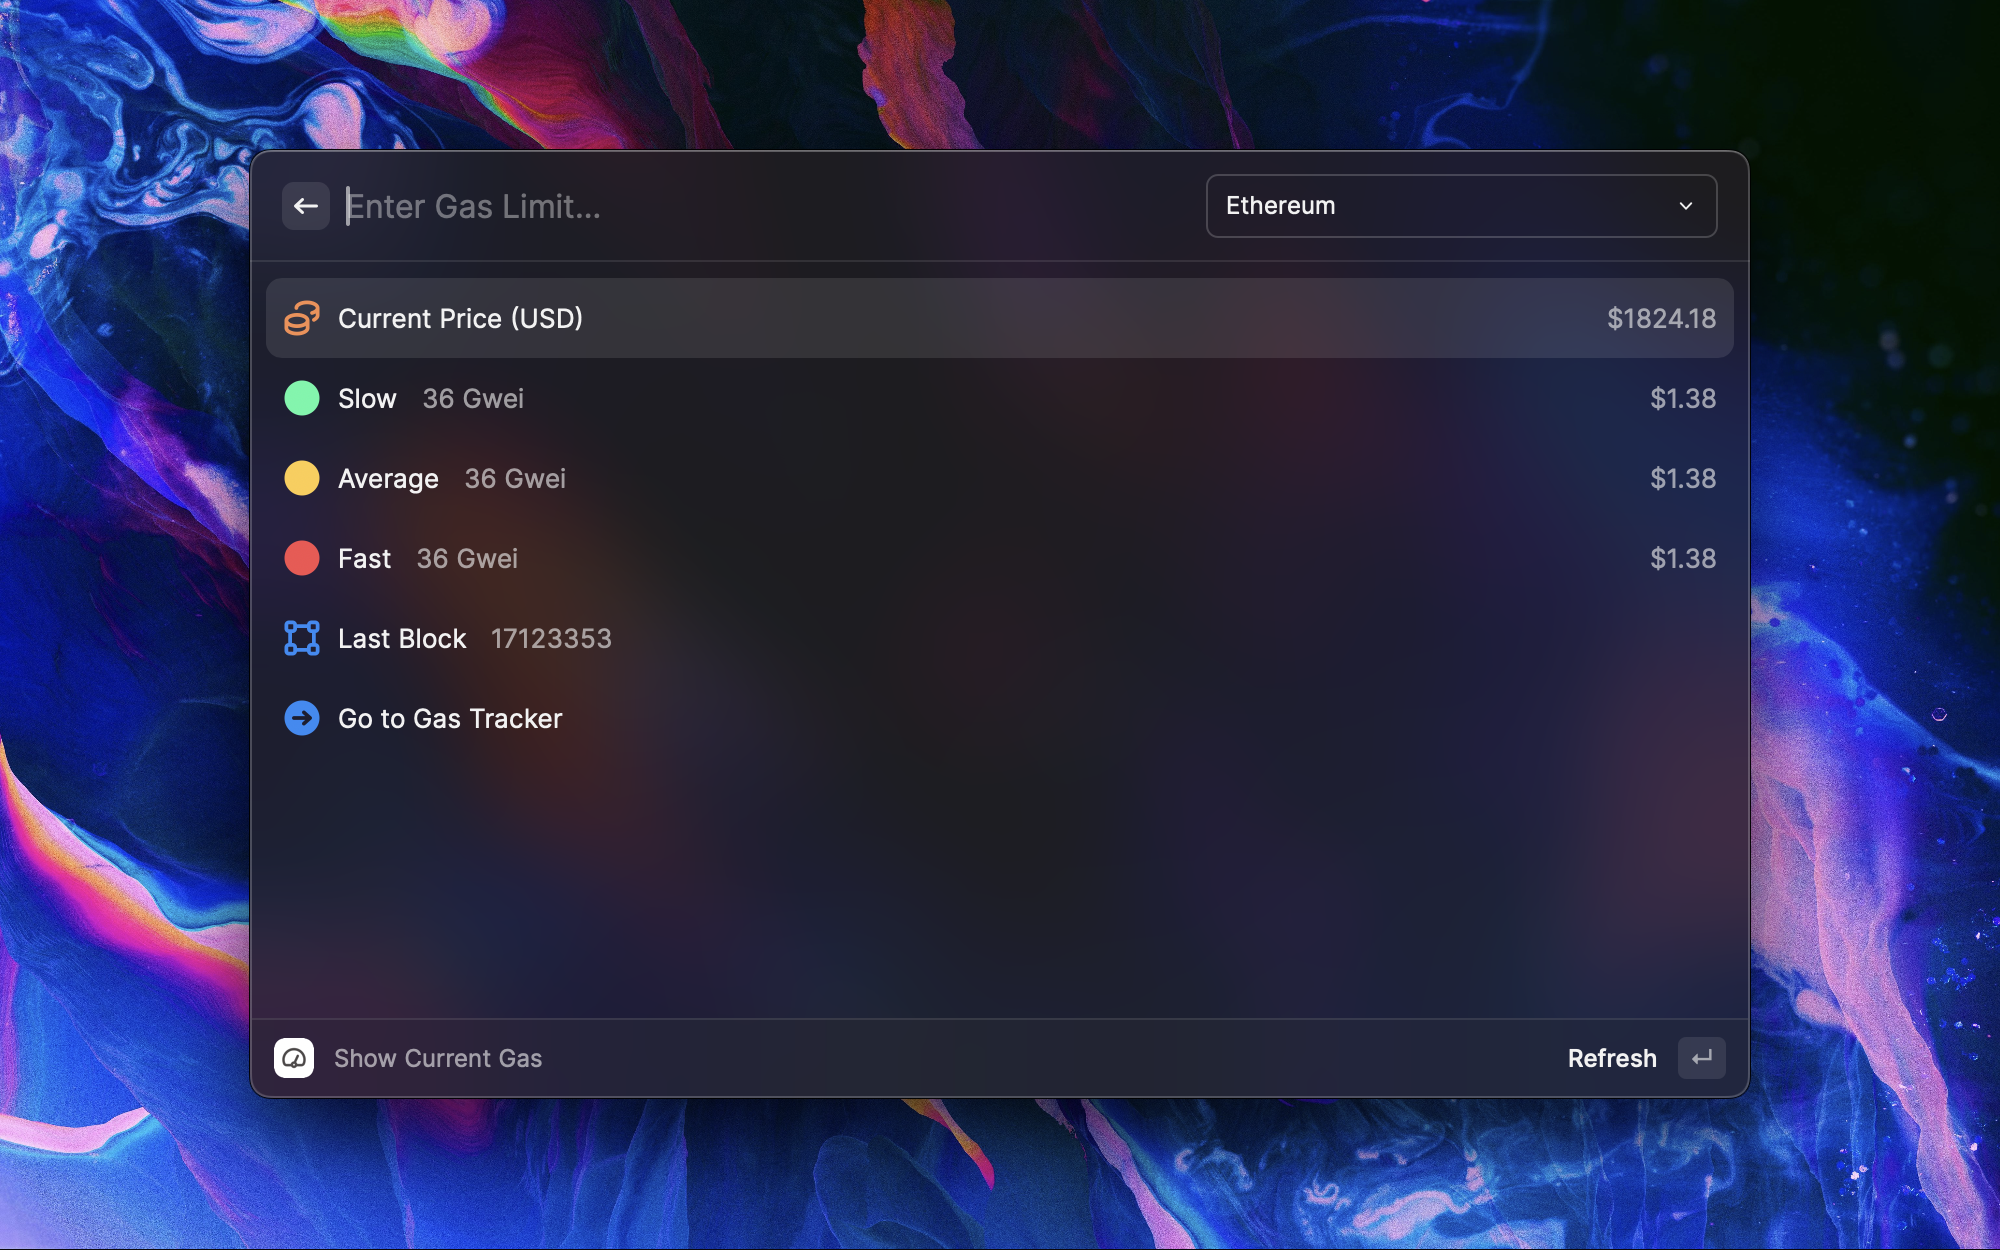 Enter Gas Limit...
Ethereum
Current Price (USD) $1824.18
Slow 36 Gwei $1.38
Average 36 Gwei $1.38
Fast 36 Gwei $1.38
Last Block 17123353
Go to Gas Tracker
Show Current Gas
Refresh